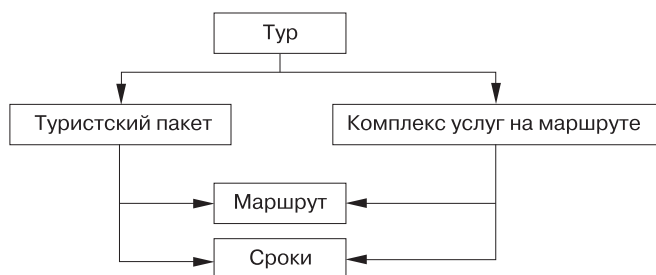 Тур
Туристский пакет
Комплекс услуг на маршруте
Маршрут
Сроки